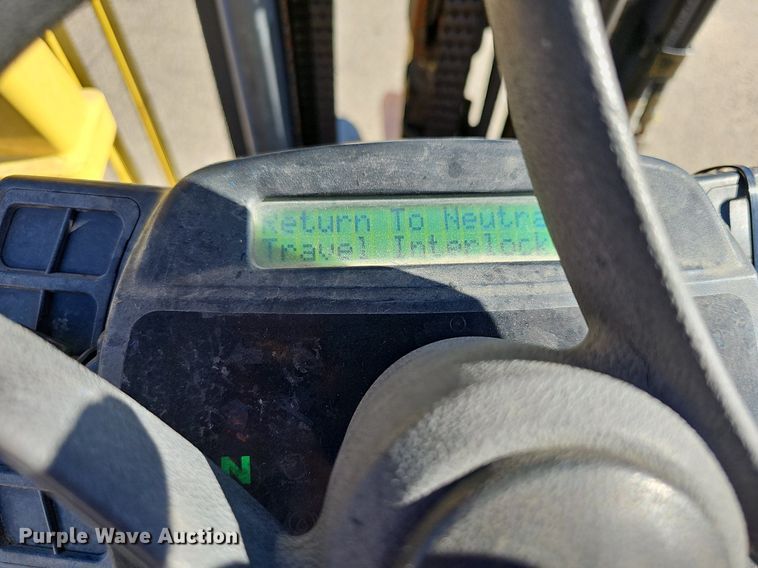 Return To Neutra
Travel Interlock
N
Purple Wave Auction